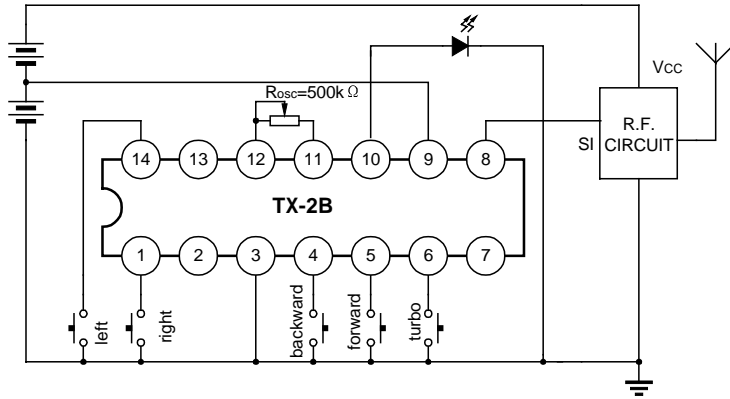 Vcc
Rosc=500k Ω
R.F.
SI CIRCUIT
14 13 12 11 10 9 8
TX-2B
1 2 3 4 5 6 7
left
right
backward
forward
turbo